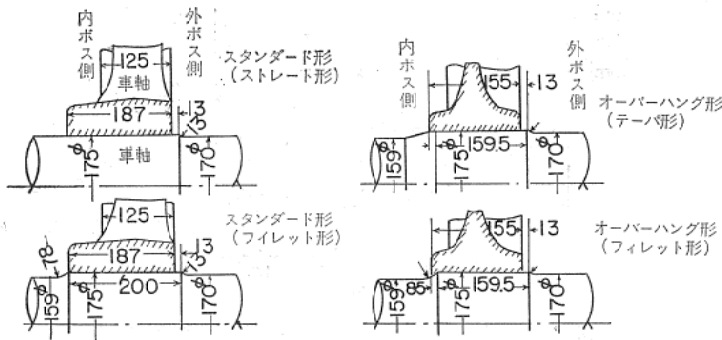 内ボス側
外ボス側
125
車軸
スタンダード形
(ストレート形)
187
13
13
車軸
φ175
φ170
内ボス側
外ボス側
155
13
オーバーハング形
(テーパ形)
φ159
φ175
159.5
φ170
125
スタンダード形
(フイレット形)
187
13
13
78
φ159
φ175
200
φ170
155
13
オーバーハング形
(フィレット形)
φ159
85
φ175
159.5
φ170